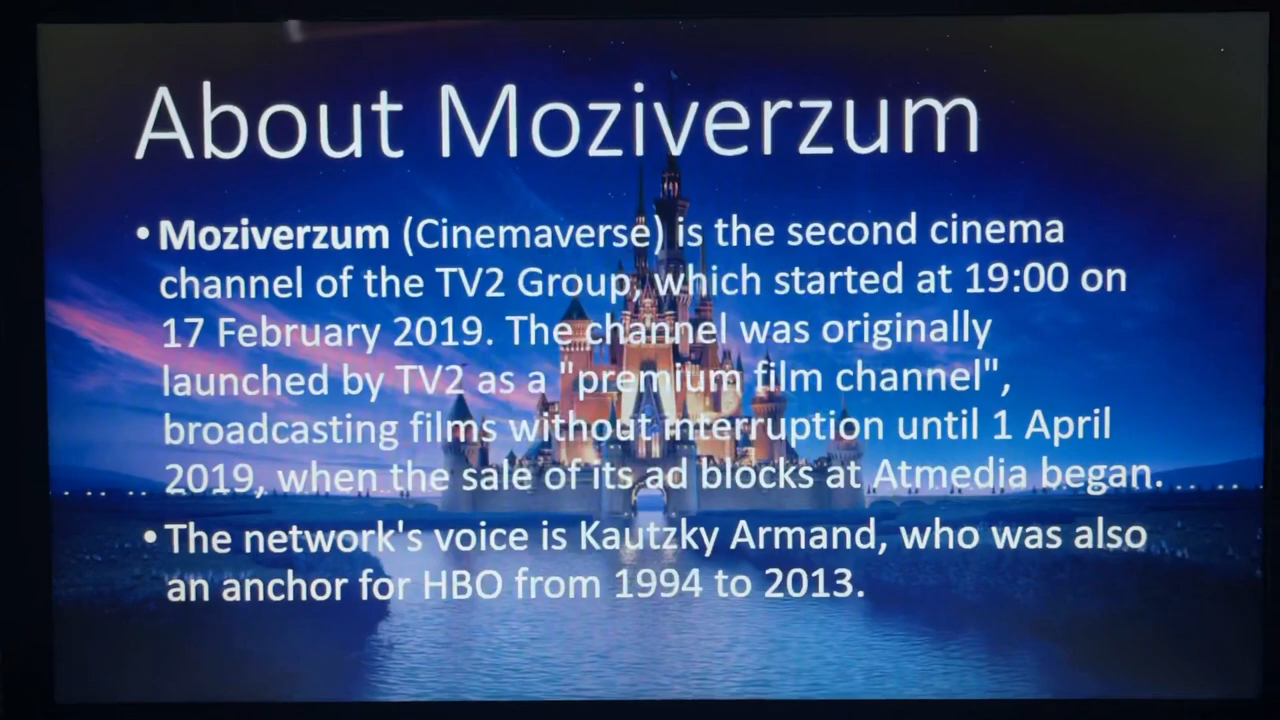 About Moziverzum
• Moziverzum (Cinemaverse) is the second cinema
channel of the TV2 Group, which started at 19:00 on
17 February 2019. The channel was originally
launched by TV2 as a "premium film channel",
broadcasting films without interruption until 1 April
2019, when the sale of its ad blocks at Atmedia began.
• The network's voice is Kautzky Armand, who was also
an anchor for HBO from 1994 to 2013.